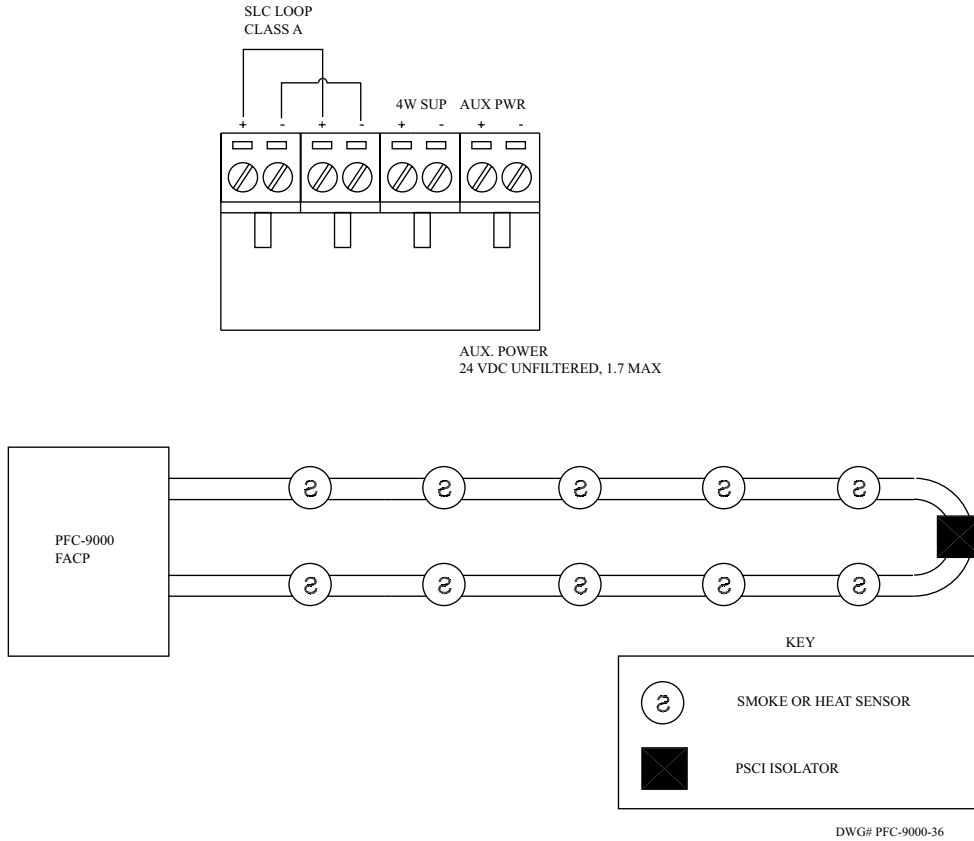 SLC LOOP
CLASS A
4W SUP AUX PWR
+ - + - + - + -
AUX. POWER
24 VDC UNFILTERED, 1.7 MAX
S S S S S
PFC-9000
FACP
S S S S S
KEY
S SMOKE OR HEAT SENSOR
PSCI ISOLATOR
DWG# PFC-9000-36